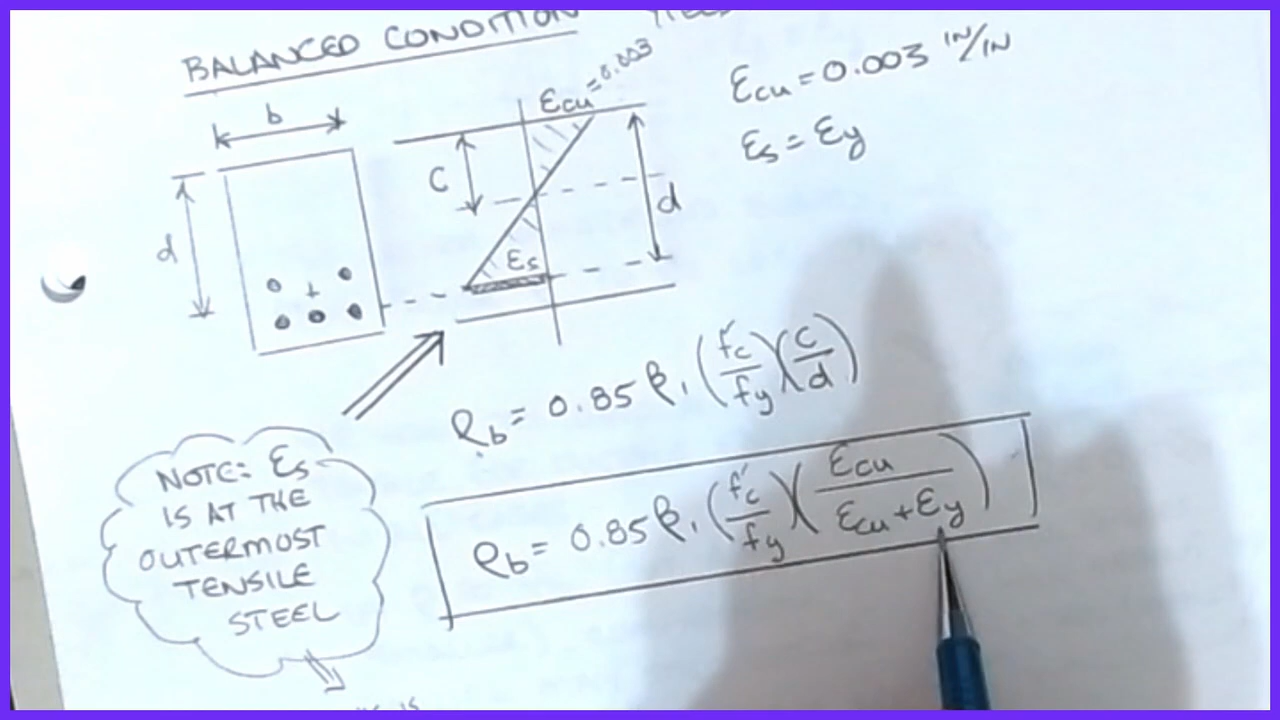 BALANCED CONDITION
b
εcu = 0.003
εcu = 0.003 IN/IN
εs = εy
c
d
d
εs
ρb = 0.85 β1 (f'c/fy)(c/d)
ρb = 0.85 β1 (f'c/fy)(εcu/εcu+εy)
NOTE: εs
IS AT THE
OUTERMOST
TENSILE
STEEL